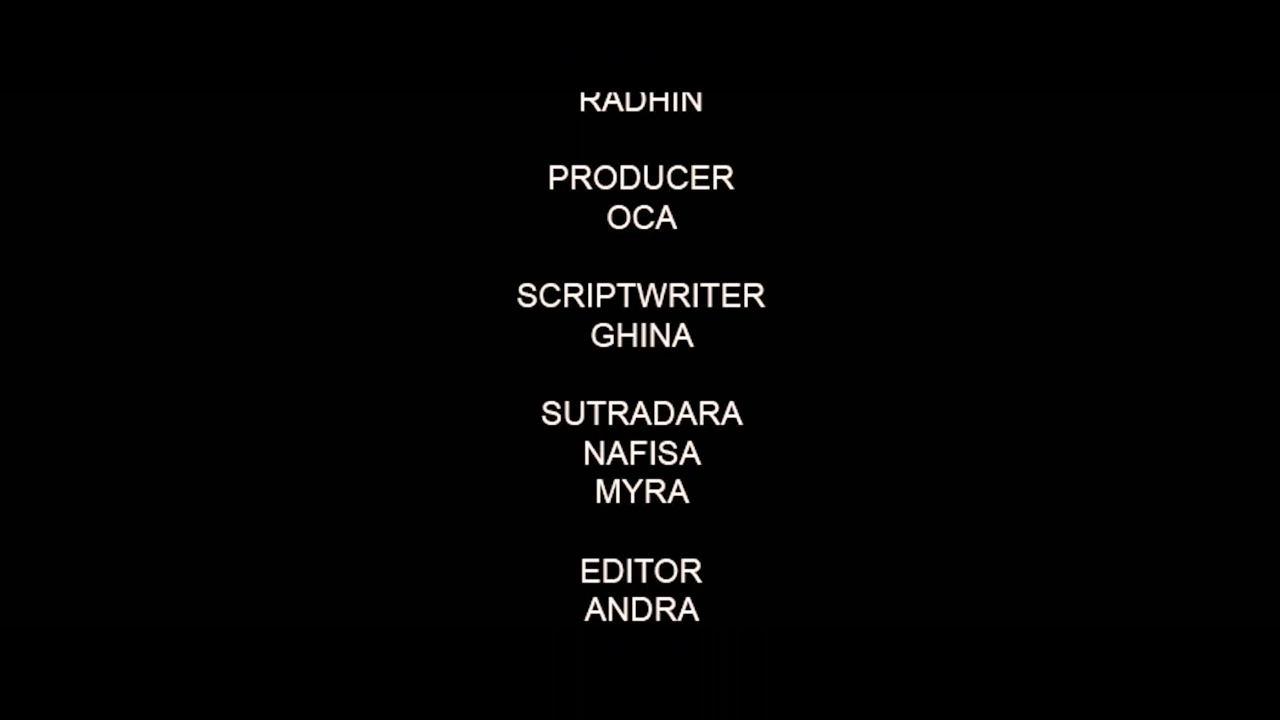 RADHIN
PRODUCER
OCA
SCRIPTWRITER
GHINA
SUTRADARA
NAFISA
MYRA
EDITOR
ANDRA